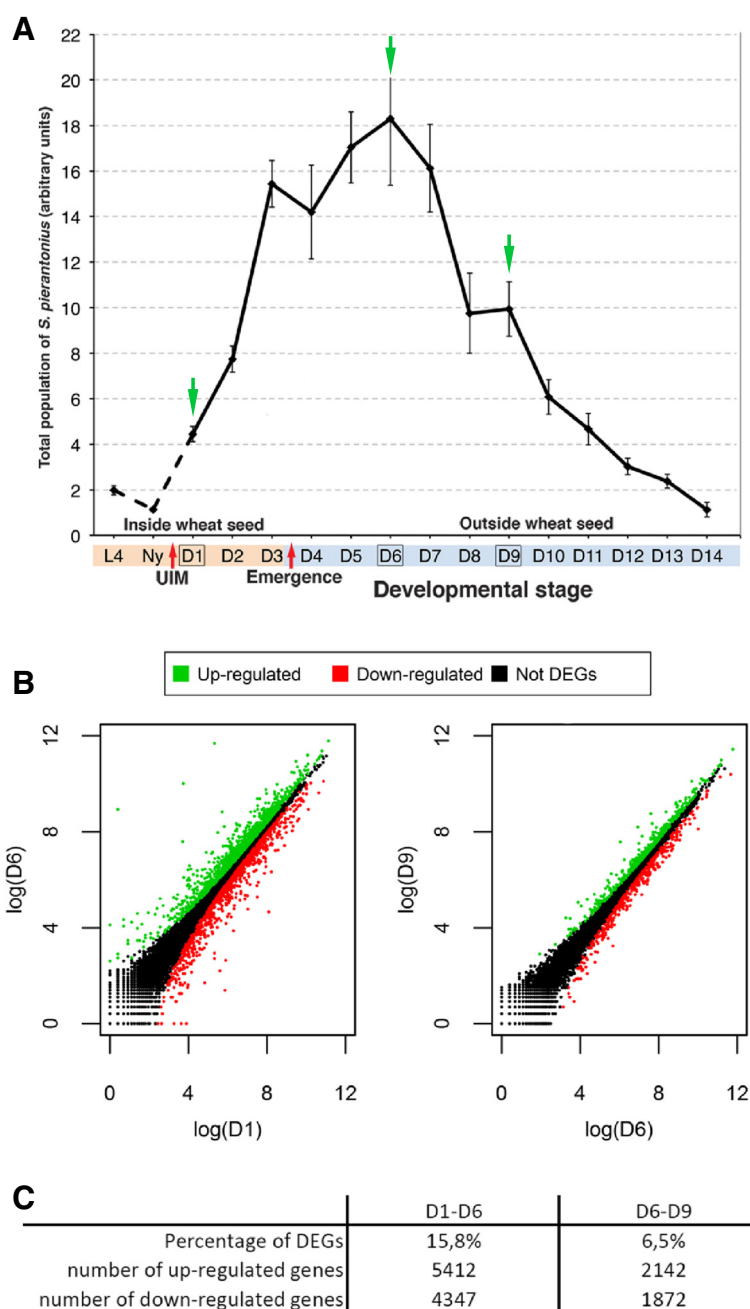 A
Total population of S. pierantonius (arbitrary units)
22
20
18
16
14
12
10
8
6
4
2
0
Inside wheat seed
Outside wheat seed
L4 Ny D1 D2 D3 D4 D5 D6 D7 D8 D9 D10 D11 D12 D13 D14
UIM
Emergence
Developmental stage
B
Up-regulated Down-regulated Not DEGs
log(D6)
12
8
4
0
0 4 8 12
log(D1)
log(D9)
12
8
4
0
0 4 8 12
log(D6)
C
D1-D6 D6-D9
Percentage of DEGs 15,8% 6,5%
number of up-regulated genes 5412 2142
number of down-regulated genes 4347 1872